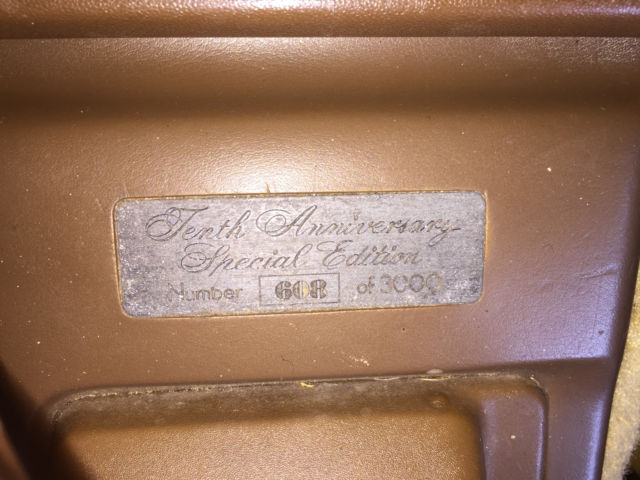 Tenth Anniversary
Special Edition
Number 608 of 3000